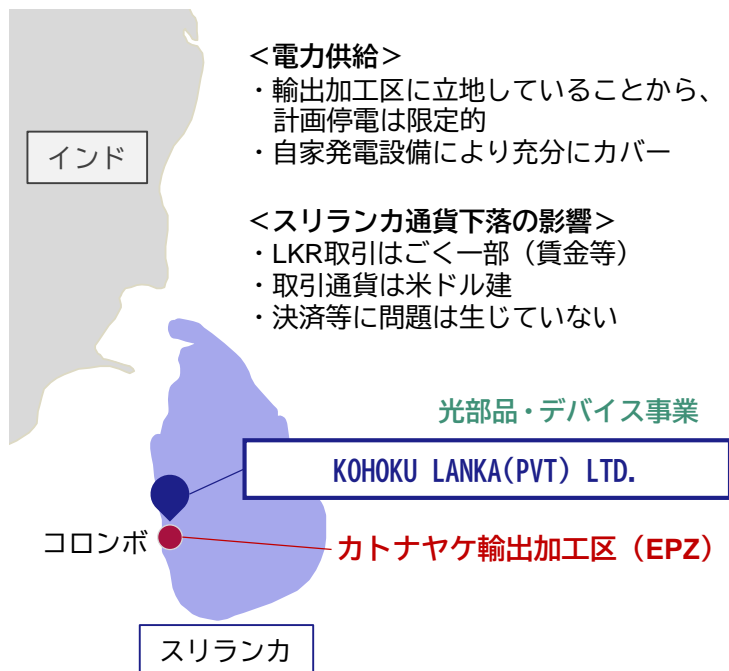 ＜電力供給＞
・輸出加工区に立地していることから、
計画停電は限定的
・自家発電設備により充分にカバー
インド
＜スリランカ通貨下落の影響＞
・LKR取引はごく一部（賃金等）
・取引通貨は米ドル建
・決済等に問題は生じていない
光部品・デバイス事業
KOHOKU LANKA(PVT) LTD.
コロンボ
カトナヤケ輸出加工区（EPZ）
スリランカ